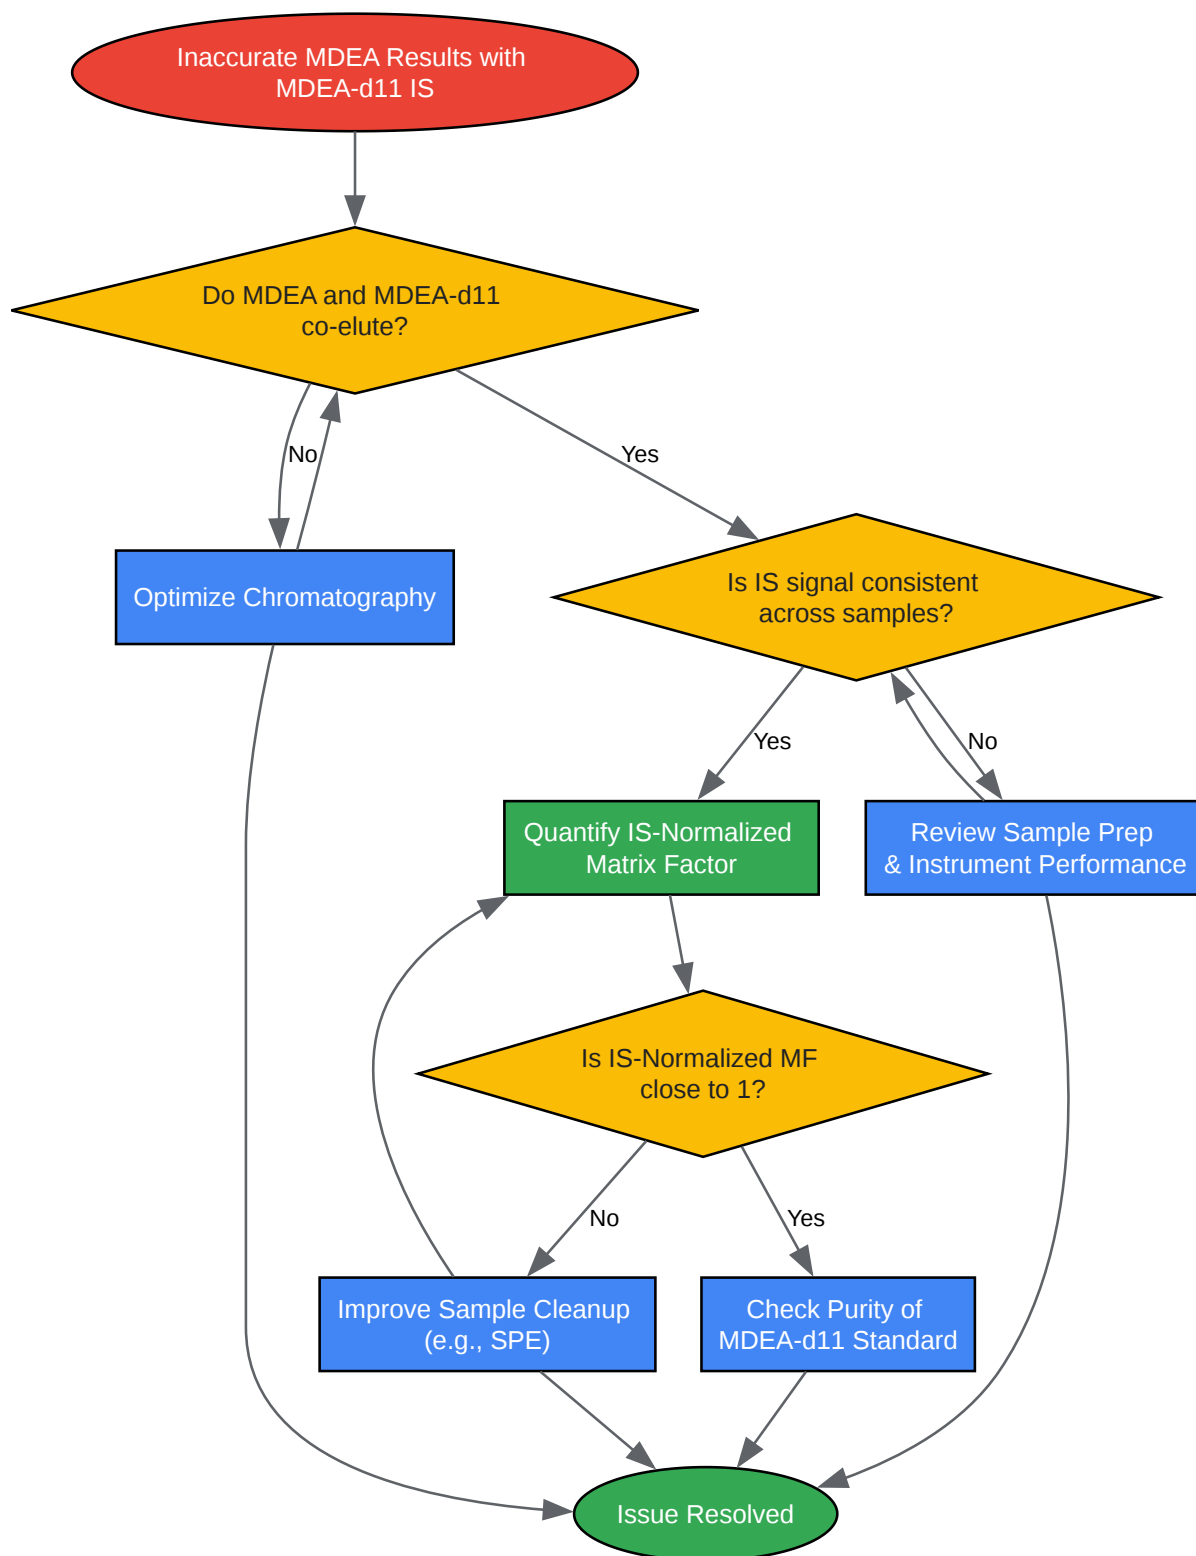 Inaccurate MDEA Results with
MDEA-d11 IS
Do MDEA and MDEA-d11
co-elute?
No
Yes
Optimize Chromatography
Is IS signal consistent
across samples?
Yes
No
Quantify IS-Normalized
Matrix Factor
Review Sample Prep
& Instrument Performance
Is IS-Normalized MF
close to 1?
No
Yes
Improve Sample Cleanup
(e.g., SPE)
Check Purity of
MDEA-d11 Standard
Issue Resolved